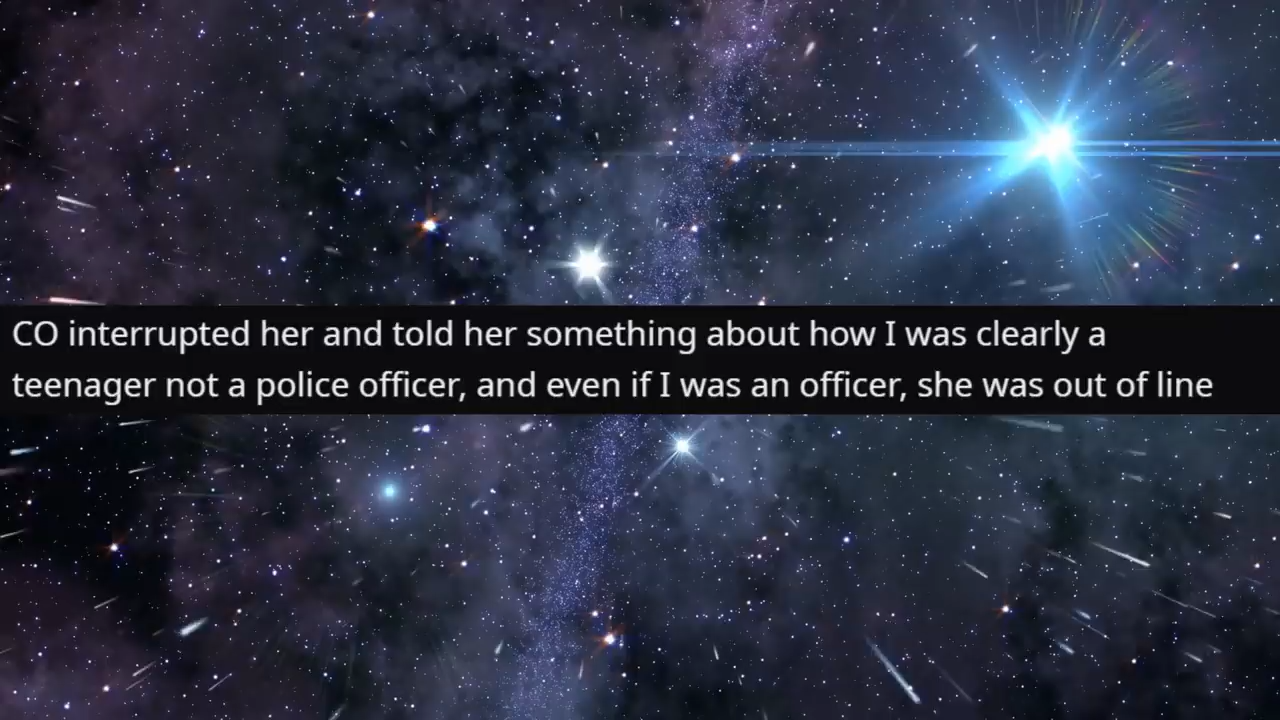 CO interrupted her and told her something about how I was clearly a
teenager not a police officer, and even if I was an officer, she was out of line